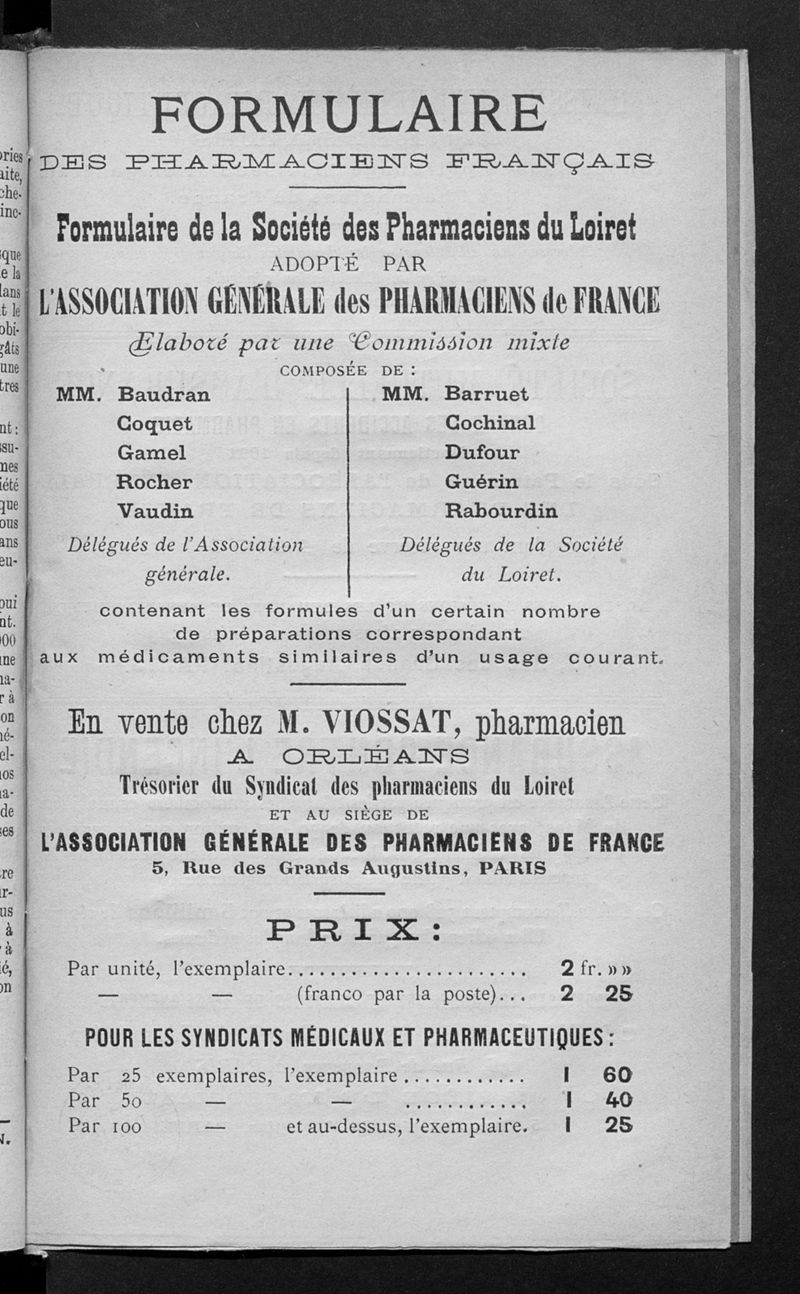 FORMULAIRE
DES PHARMACIENS FRANÇAIS
Formulaire de la Société des Pharmaciens du Loiret
ADOPTÉ PAR
L'ASSOCIATION GÉNÉRALE des PHARMACIENS de FRANCE
Elaboré par une Commission mixte
COMPOSÉE DE :
MM. Baudran
Coquet
Gamel
Rocher
Vaudin
Délégués de l'Association
générale.
MM. Barruet
Cochinal
Dufour
Guérin
Rabourdin
Délégués de la Société
du Loiret.
contenant les formules d'un certain nombre
de préparations correspondant
aux médicaments similaires d'un usage courant.
En vente chez M. VIOSSAT, pharmacien
A ORLÉANS
Trésorier du Syndicat des pharmaciens du Loiret
ET AU SIÈGE DE
L'ASSOCIATION GÉNÉRALE DES PHARMACIENS DE FRANCE
5, Rue des Grands Augustins, PARIS
PRIX :
Par unité, l'exemplaire....................... 2 fr. »»
— — (franco par la poste)... 2 25
POUR LES SYNDICATS MÉDICAUX ET PHARMACEUTIQUES :
Par 25 exemplaires, l'exemplaire............ 1 60
Par 50 — — ............ 1 40
Par 100 — et au-dessus, l'exemplaire. 1 25